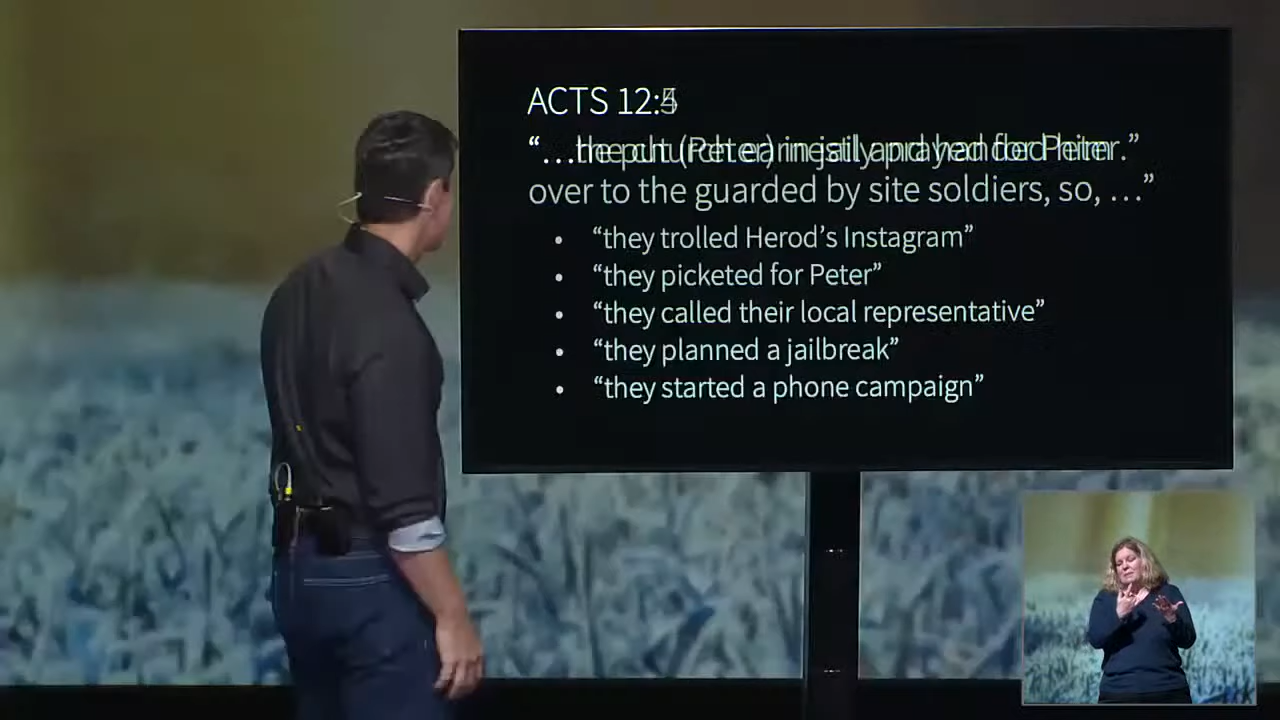 ACTS 12:
“…
over to the guarded by site soldiers, so, …”
• “they trolled Herod’s Instagram”
• “they picketed for Peter”
• “they called their local representative”
• “they planned a jailbreak”
• “they started a phone campaign”